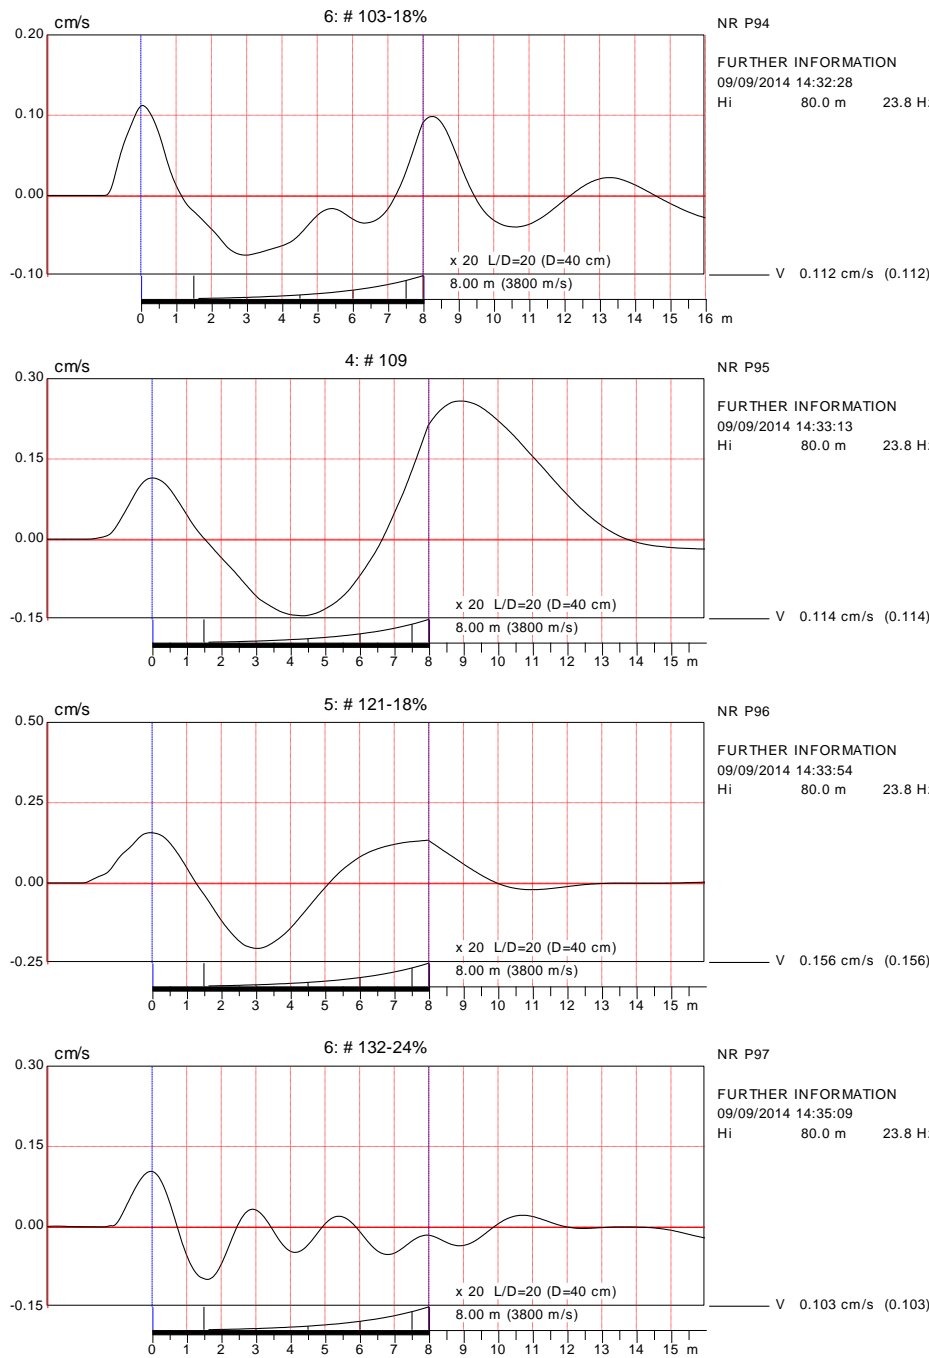 6: # 103-18%
cm/s
NR P94
0.20
FURTHER INFORMATION
09/09/2014 14:32:28
Hi 80.0 m 23.8 H
0.10
0.00
x 20 L/D=20 (D=40 cm)
-0.10
8.00 m (3800 m/s)
V 0.112 cm/s (0.112)
0 1 2 3 4 5 6 7 8 9 10 11 12 13 14 15 16 m
4: # 109
cm/s
NR P95
0.30
FURTHER INFORMATION
09/09/2014 14:33:13
Hi 80.0 m 23.8 H
0.15
0.00
x 20 L/D=20 (D=40 cm)
-0.15
8.00 m (3800 m/s)
V 0.114 cm/s (0.114)
0 1 2 3 4 5 6 7 8 9 10 11 12 13 14 15 m
5: # 121-18%
cm/s
NR P96
0.50
FURTHER INFORMATION
09/09/2014 14:33:54
Hi 80.0 m 23.8 H
0.25
0.00
x 20 L/D=20 (D=40 cm)
-0.25
8.00 m (3800 m/s)
V 0.156 cm/s (0.156)
0 1 2 3 4 5 6 7 8 9 10 11 12 13 14 15 m
6: # 132-24%
cm/s
NR P97
0.30
FURTHER INFORMATION
09/09/2014 14:35:09
Hi 80.0 m 23.8 H
0.15
0.00
x 20 L/D=20 (D=40 cm)
-0.15
8.00 m (3800 m/s)
V 0.103 cm/s (0.103)
0 1 2 3 4 5 6 7 8 9 10 11 12 13 14 15 m